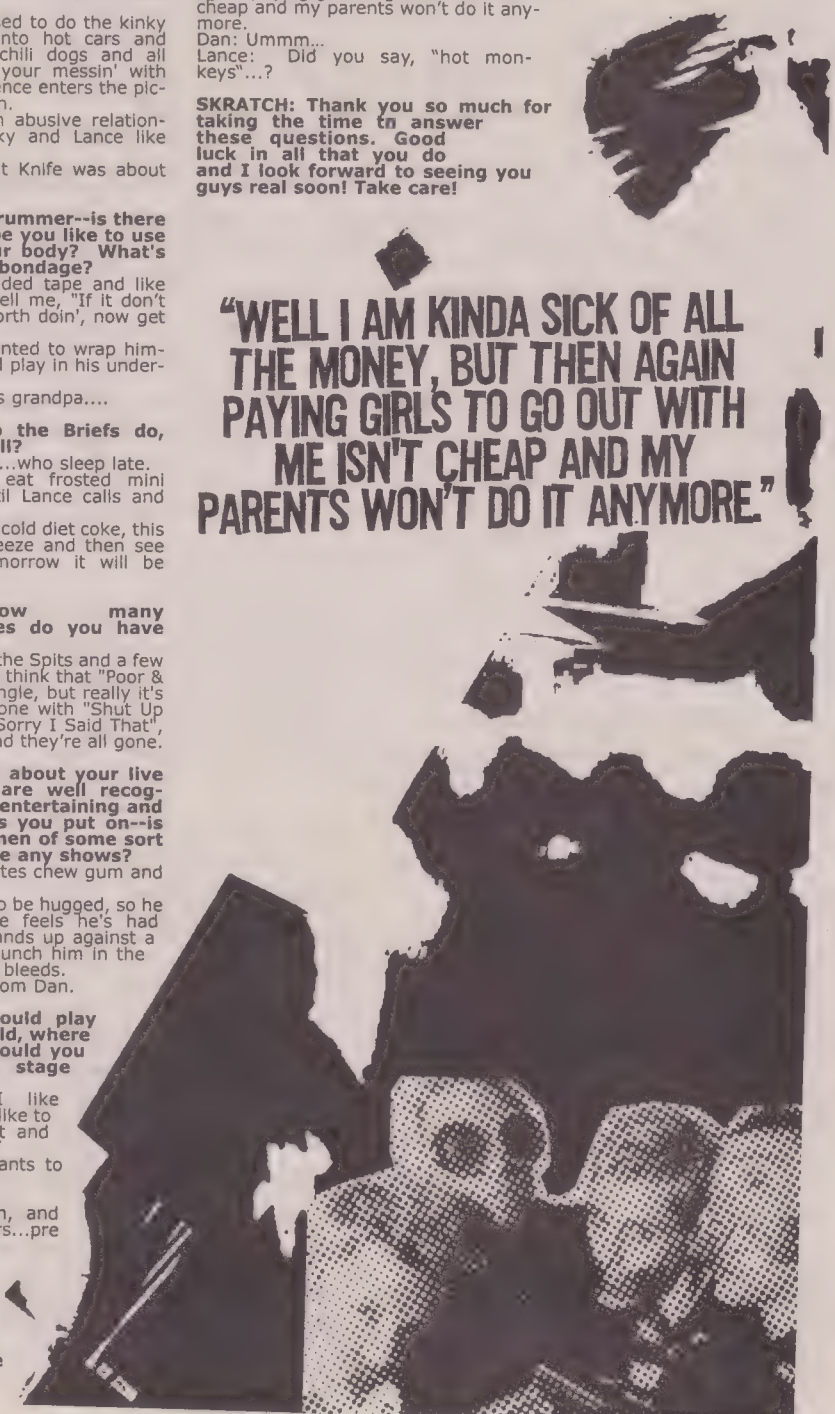 ed to do the kinky
nto hot cars and
chili dogs and all
your messin' with
ence enters the pic-
n.
n abusive relation-
ky and Lance like
t Knife was about
rummer--is there
pe you like to use
ur body? What's
bondage?
ded tape and like
ell me, "If it don't
orth doin', now get
nted to wrap him-
l play in his under-
s grandpa....
o the Briefs do,
ll?
...who sleep late.
eat frosted mini
il Lance calls and
cold diet coke, this
eeze and then see
morrow it will be
ow many
es do you have
the Spits and a few
think that "Poor &
ngle, but really it's
one with "Shut Up
Sorry I Said That",
nd they're all gone.
about your live
are well recog-
entertaining and
s you put on--is
men of some sort
e any shows?
tes chew gum and
o be hugged, so he
e feels he's had
ands up against a
unch him in the
bleeds.
om Dan.
ould play
ld, where
ould you
stage
I like
like to
t and
ants to
n, and
rs...pre
e
cheap and my parents won't do it any-
more.
Dan: Ummm...
Lance: Did you say, "hot mon-
keys"...?
SKRATCH: Thank you so much for
taking the time to answer
these questions. Good
luck in all that you do
and I look forward to seeing you
guys real soon! Take care!
“WELL I AM KINDA SICK OF ALL
THE MONEY, BUT THEN AGAIN
PAYING GIRLS TO GO OUT WITH
ME ISN'T CHEAP AND MY
PARENTS WON'T DO IT ANYMORE.”